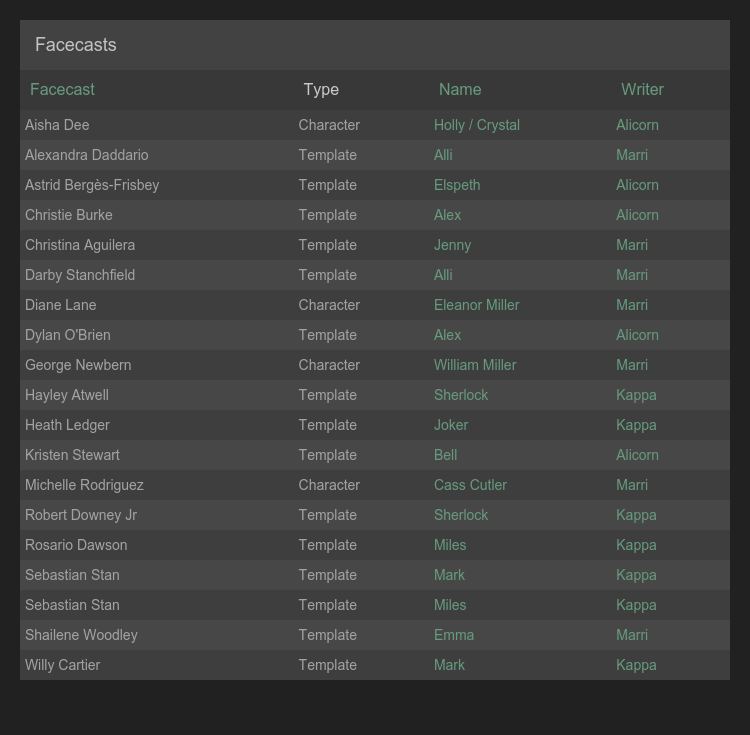 Facecasts
Facecast Type Name Writer
Aisha Dee Character Holly / Crystal Alicorn
Alexandra Daddario Template Alli Marri
Astrid Bergès-Frisbey Template Elspeth Alicorn
Christie Burke Template Alex Alicorn
Christina Aguilera Template Jenny Marri
Darby Stanchfield Template Alli Marri
Diane Lane Character Eleanor Miller Marri
Dylan O'Brien Template Alex Alicorn
George Newbern Character William Miller Marri
Hayley Atwell Template Sherlock Kappa
Heath Ledger Template Joker Kappa
Kristen Stewart Template Bell Alicorn
Michelle Rodriguez Character Cass Cutler Marri
Robert Downey Jr Template Sherlock Kappa
Rosario Dawson Template Miles Kappa
Sebastian Stan Template Mark Kappa
Sebastian Stan Template Miles Kappa
Shailene Woodley Template Emma Marri
Willy Cartier Template Mark Kappa